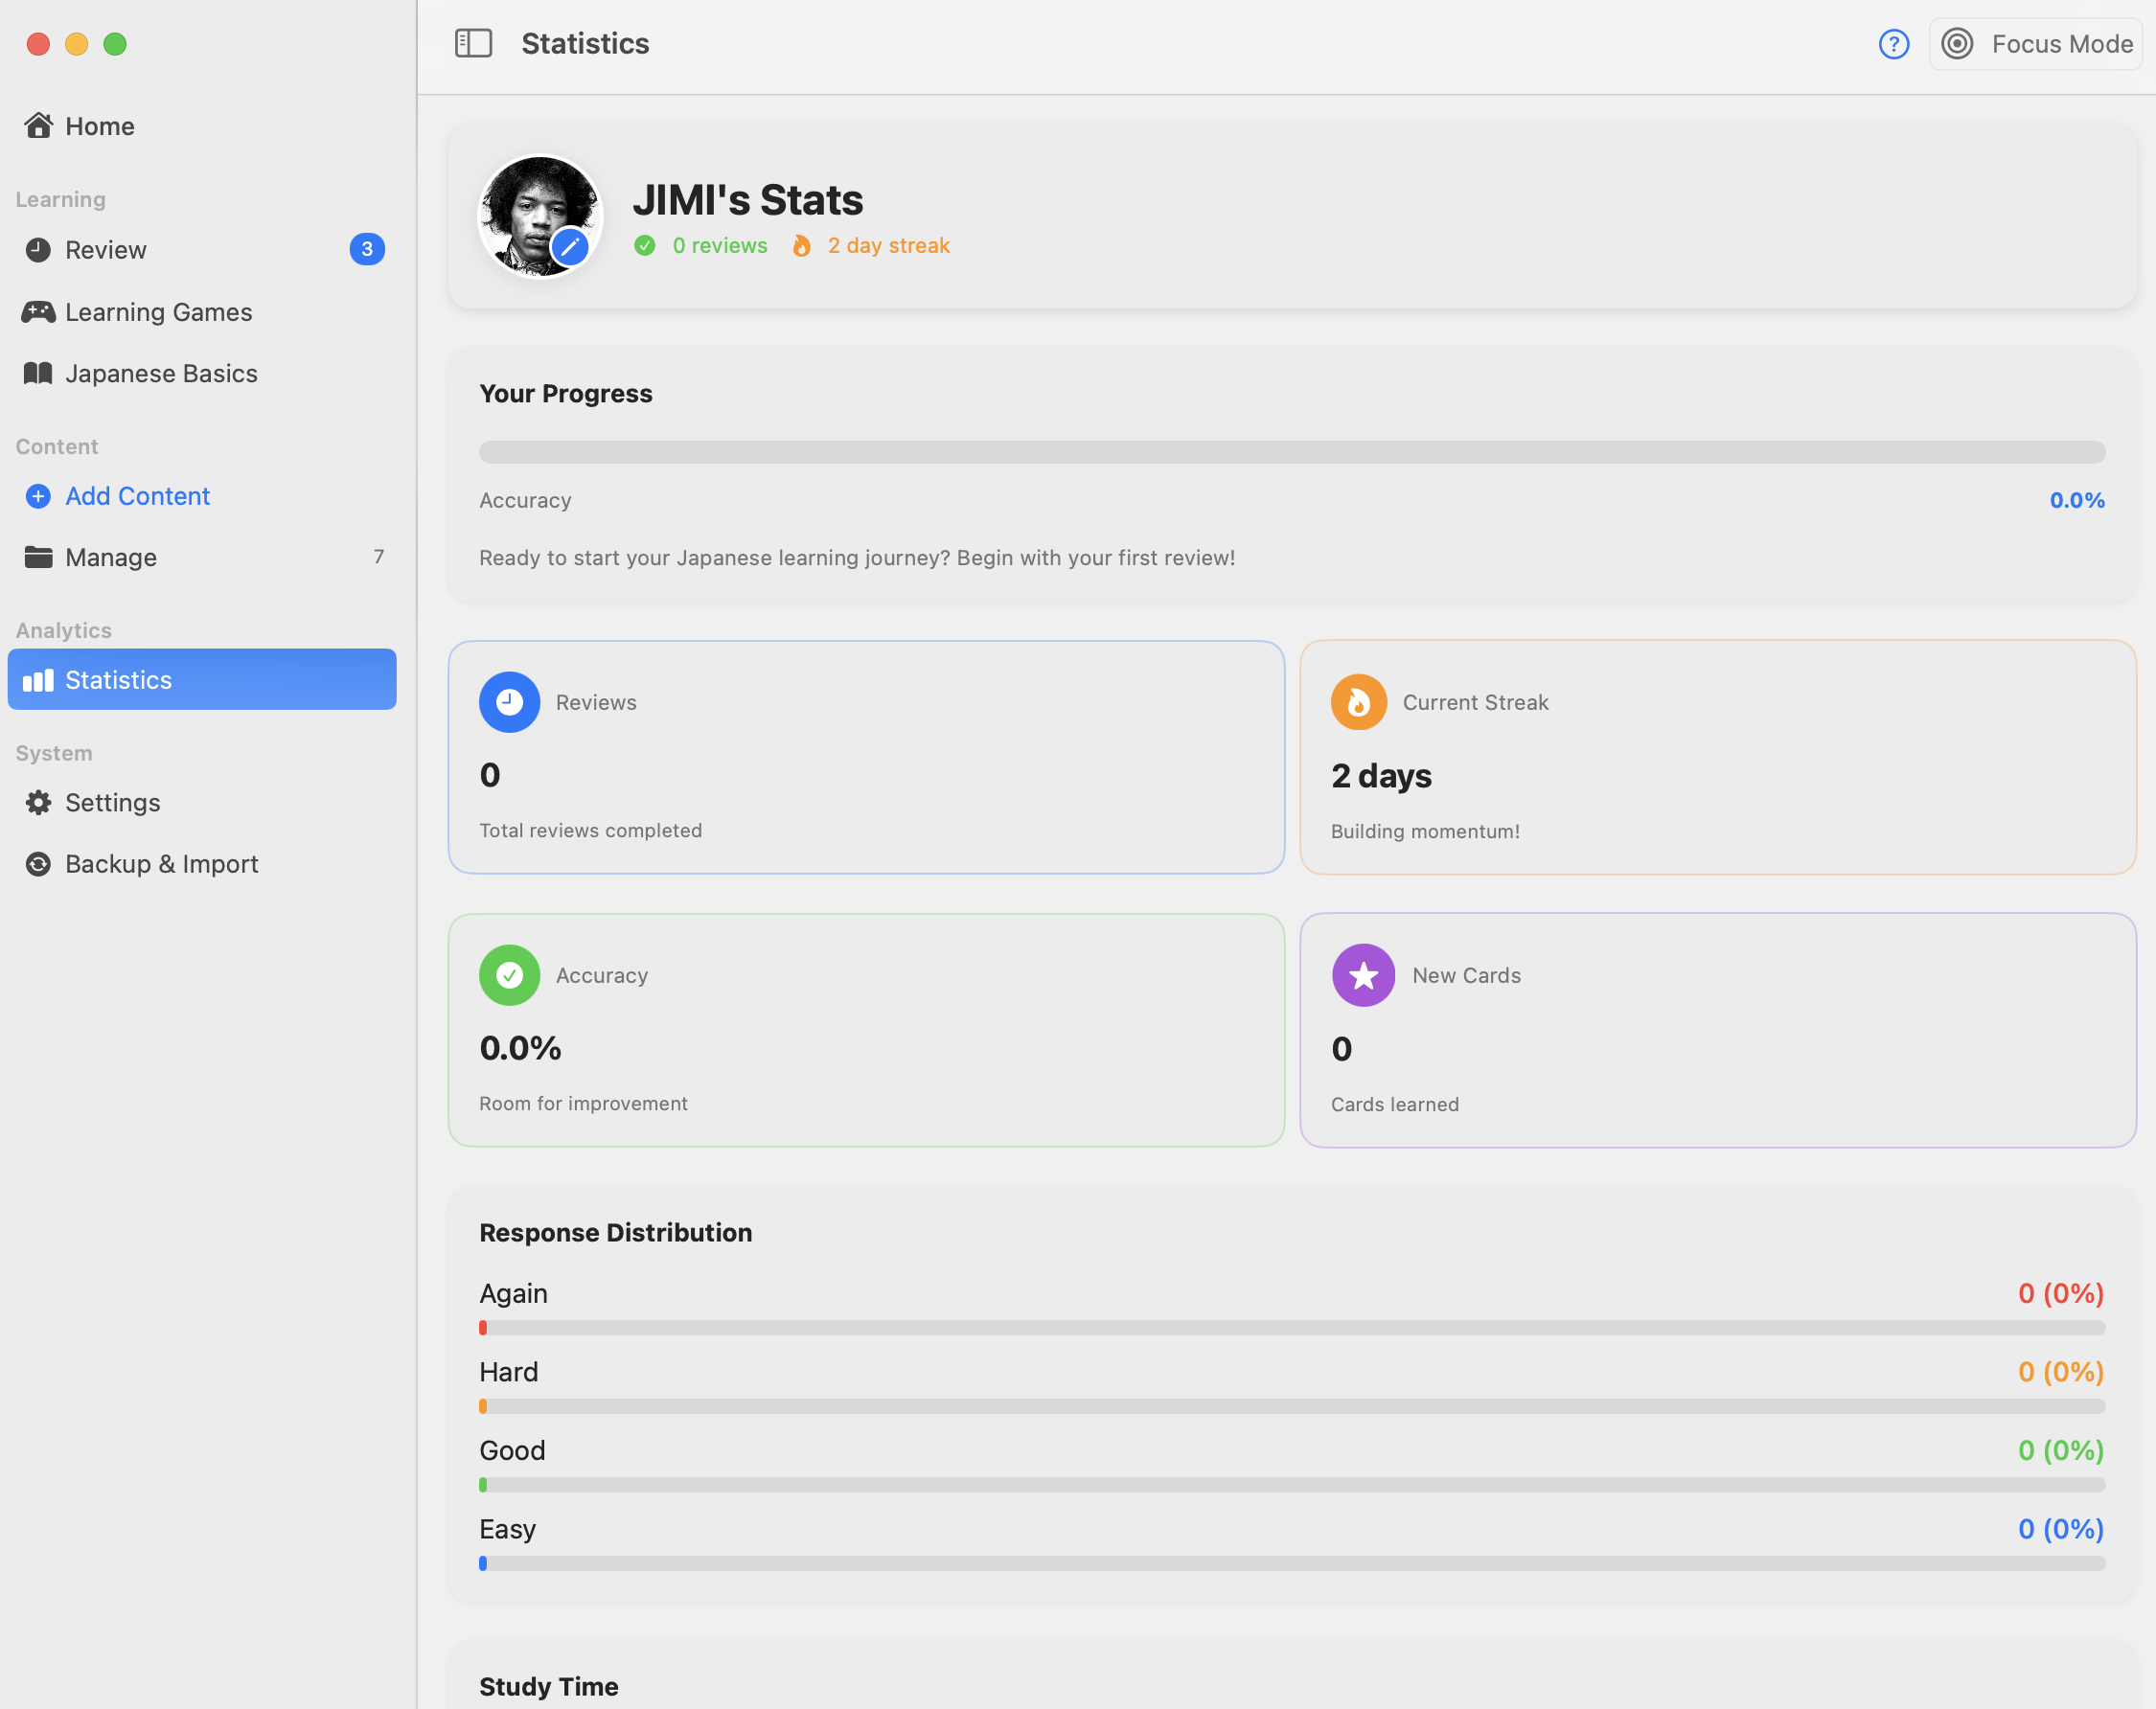 Statistics
?
Focus Mode
Home
Learning
Review
3
Learning Games
Japanese Basics
Content
Add Content
Manage
7
Analytics
Statistics
System
Settings
Backup & Import
JIMI's Stats
0 reviews
2 day streak
Your Progress
Accuracy
0.0%
Ready to start your Japanese learning journey? Begin with your first review!
Reviews
0
Total reviews completed
Current Streak
2 days
Building momentum!
Accuracy
0.0%
Room for improvement
New Cards
0
Cards learned
Response Distribution
Again
0 (0%)
Hard
0 (0%)
Good
0 (0%)
Easy
0 (0%)
Study Time